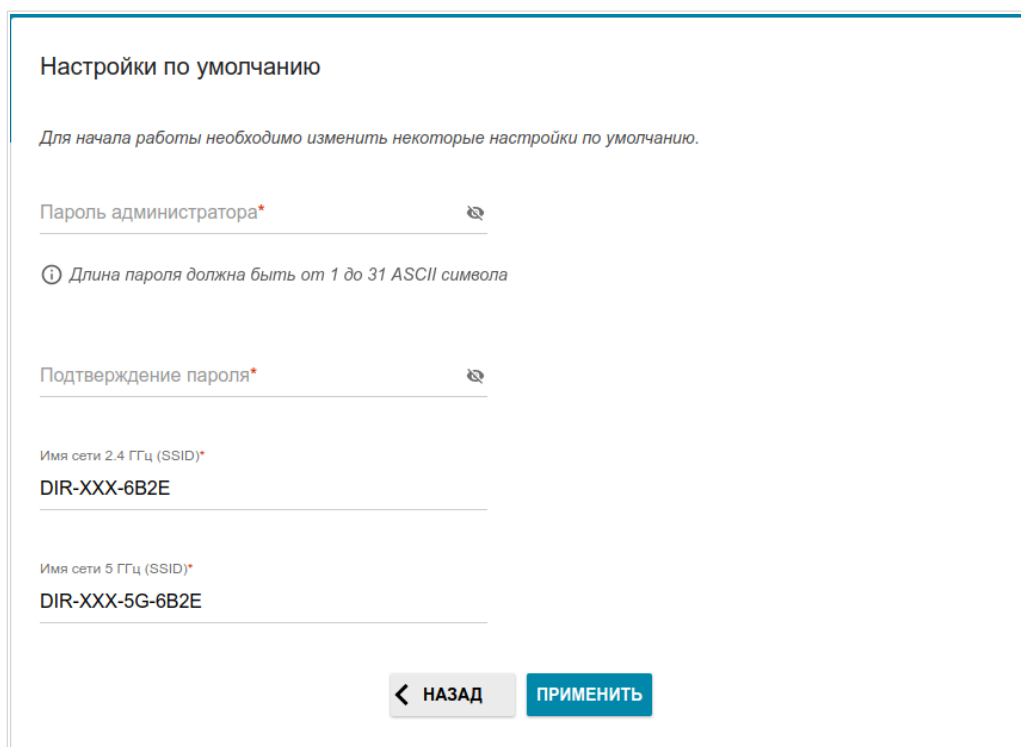 Настройки по умолчанию
Для начала работы необходимо изменить некоторые настройки по умолчанию.
Пароль администратора*
Длина пароля должна быть от 1 до 31 ASCII символа
Подтверждение пароля*
Имя сети 2.4 ГГц (SSID)*
DIR-XXX-6B2E
Имя сети 5 ГГц (SSID)*
DIR-XXX-5G-6B2E
НАЗАД ПРИМЕНИТЬ